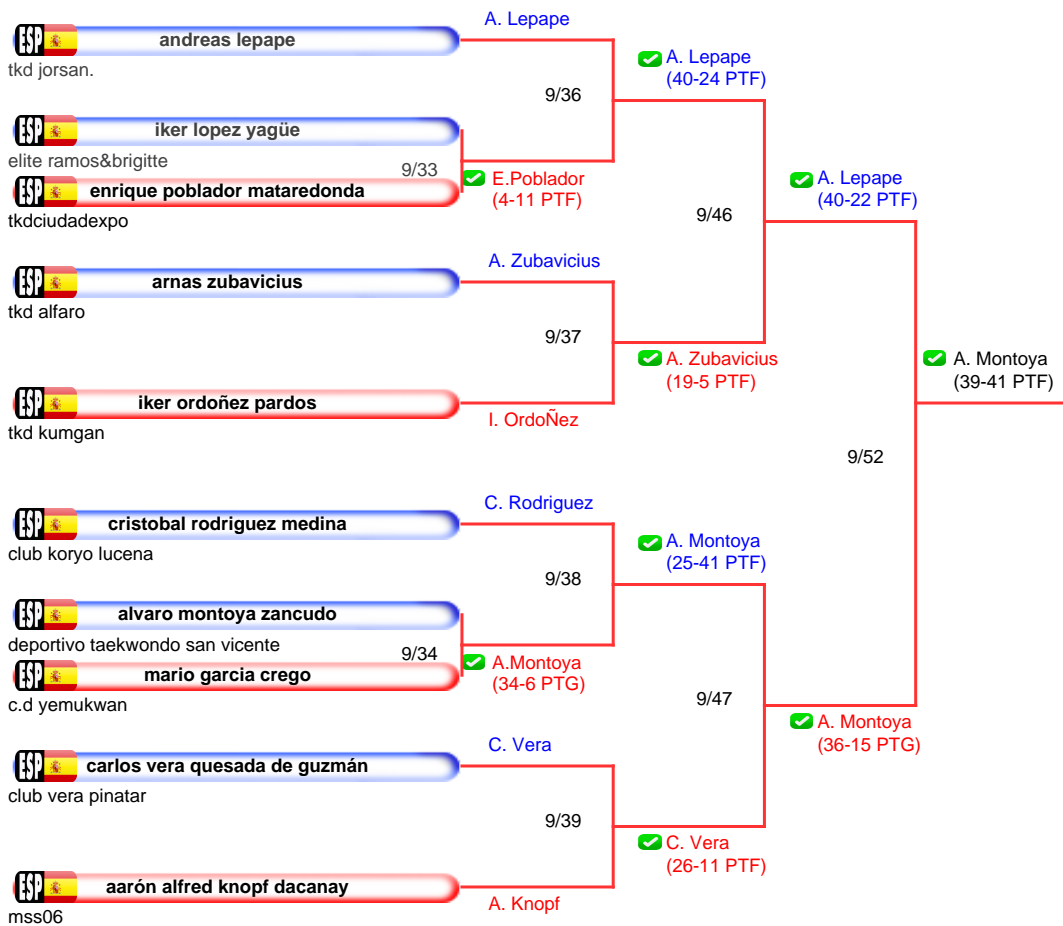 A. Lepape
ESP
andreas lepape
tkd jorsan.
A. Lepape
(40-24 PTF)
9/36
ESP
iker lopez yagüe
elite ramos&brigitte
9/33
ESP
enrique poblador mataredonda
E.Poblador
(4-11 PTF)
tkdciudadexpo
A. Lepape
(40-22 PTF)
9/46
A. Zubavicius
ESP
arnas zubavicius
tkd alfaro
9/37
A. Zubavicius
(19-5 PTF)
ESP
iker ordoñez pardos
I. OrdoÑez
tkd kumgan
A. Montoya
(39-41 PTF)
9/52
C. Rodriguez
ESP
cristobal rodriguez medina
club koryo lucena
A. Montoya
(25-41 PTF)
9/38
ESP
alvaro montoya zancudo
deportivo taekwondo san vicente
9/34
ESP
mario garcia crego
A.Montoya
(34-6 PTG)
c.d yemukwan
9/47
A. Montoya
(36-15 PTG)
C. Vera
ESP
carlos vera quesada de guzmán
club vera pinatar
9/39
C. Vera
(26-11 PTF)
ESP
aarón alfred knopf dacanay
A. Knopf
mss06